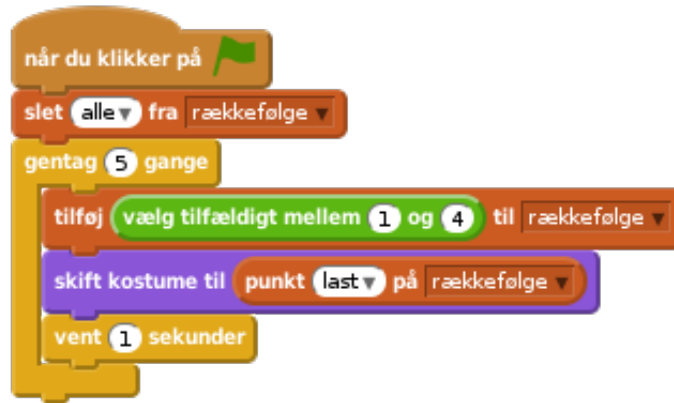 når du klikker på
slet alle fra rækkefølge
gentag 5 gange
tilføj vælg tilfældigt mellem 1 og 4 til rækkefølge
skift kostume til punkt last på rækkefølge
vent 1 sekunder